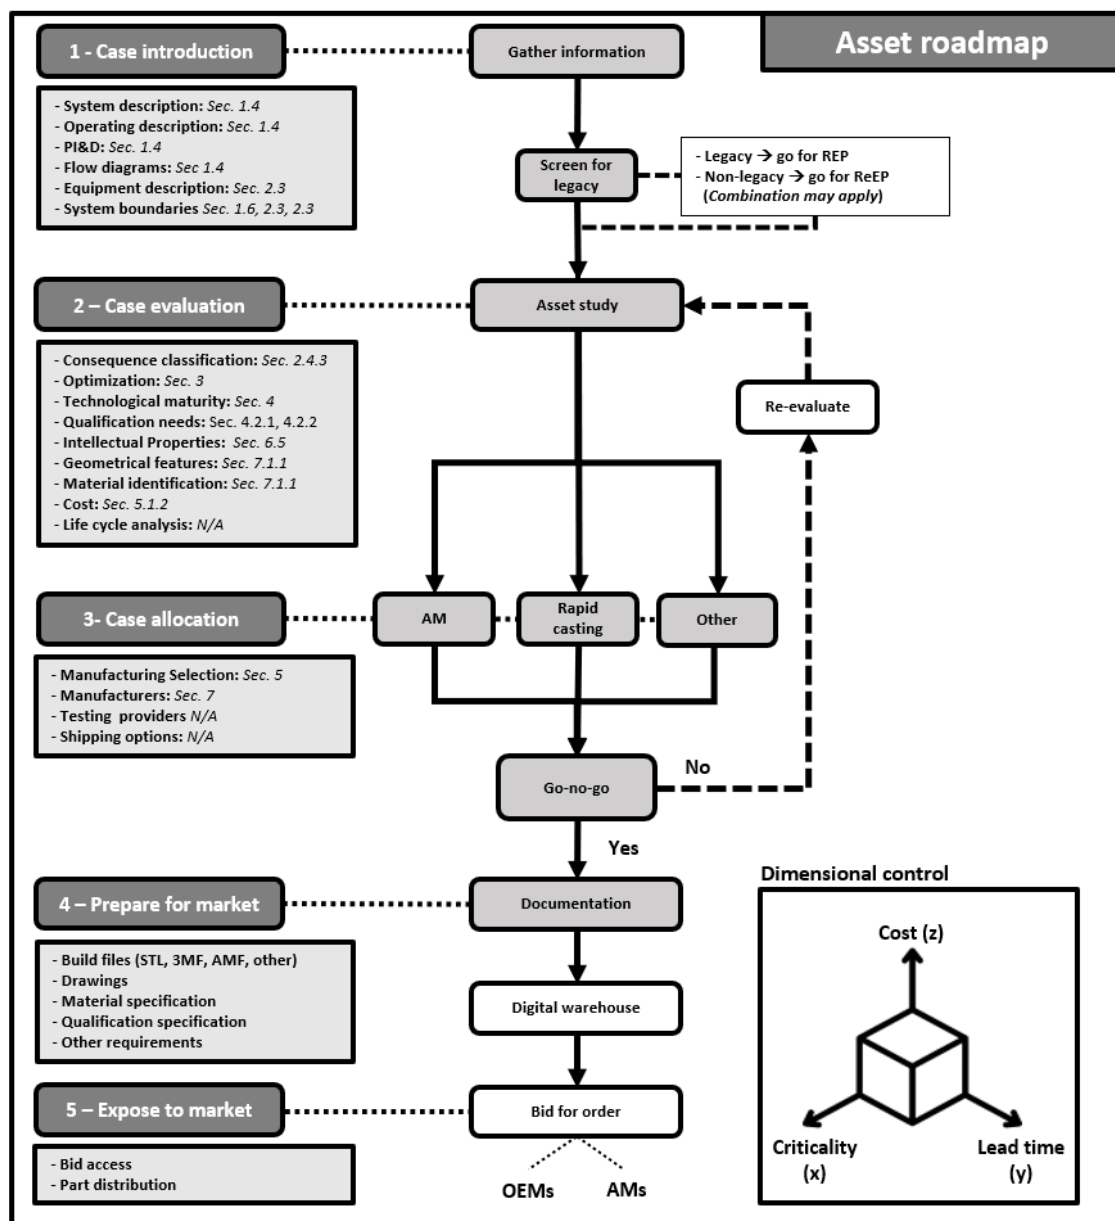 Asset roadmap
1 - Case introduction
Gather information
- System description: Sec. 1.4
- Operating description: Sec. 1.4
- PI&D: Sec. 1.4
- Flow diagrams: Sec 1.4
- Equipment description: Sec. 2.3
- System boundaries Sec. 1.6, 2.3, 2.3
Screen for
legacy
- Legacy → go for REP
- Non-legacy → go for ReEP
(Combination may apply)
2 – Case evaluation
Asset study
- Consequence classification: Sec. 2.4.3
- Optimization: Sec. 3
- Technological maturity: Sec. 4
- Qualification needs: Sec. 4.2.1, 4.2.2
- Intellectual Properties: Sec. 6.5
- Geometrical features: Sec. 7.1.1
- Material identification: Sec. 7.1.1
- Cost: Sec. 5.1.2
- Life cycle analysis: N/A
Re-evaluate
3- Case allocation
AM
Rapid
casting
Other
- Manufacturing Selection: Sec. 5
- Manufacturers: Sec. 7
- Testing providers N/A
- Shipping options: N/A
Go-no-go
No
Yes
4 – Prepare for market
Documentation
- Build files (STL, 3MF, AMF, other)
- Drawings
- Material specification
- Qualification specification
- Other requirements
Digital warehouse
5 – Expose to market
Bid for order
- Bid access
- Part distribution
OEMs
AMs
Dimensional control
Cost (z)
Criticality
(x)
Lead time
(y)